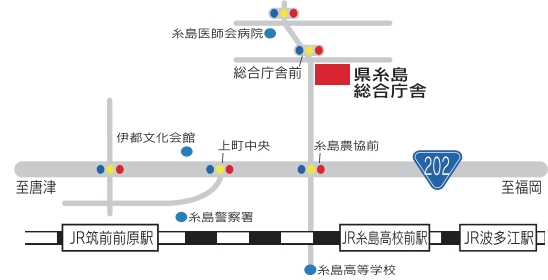 糸島医師会病院
総合庁舎前
県糸島
総合庁舎
伊都文化会館
上町中央
糸島農協前
202
至唐津
至福岡
糸島警察署
JR筑前前原駅
JR糸島高校前駅
JR波多江駅
糸島高等学校